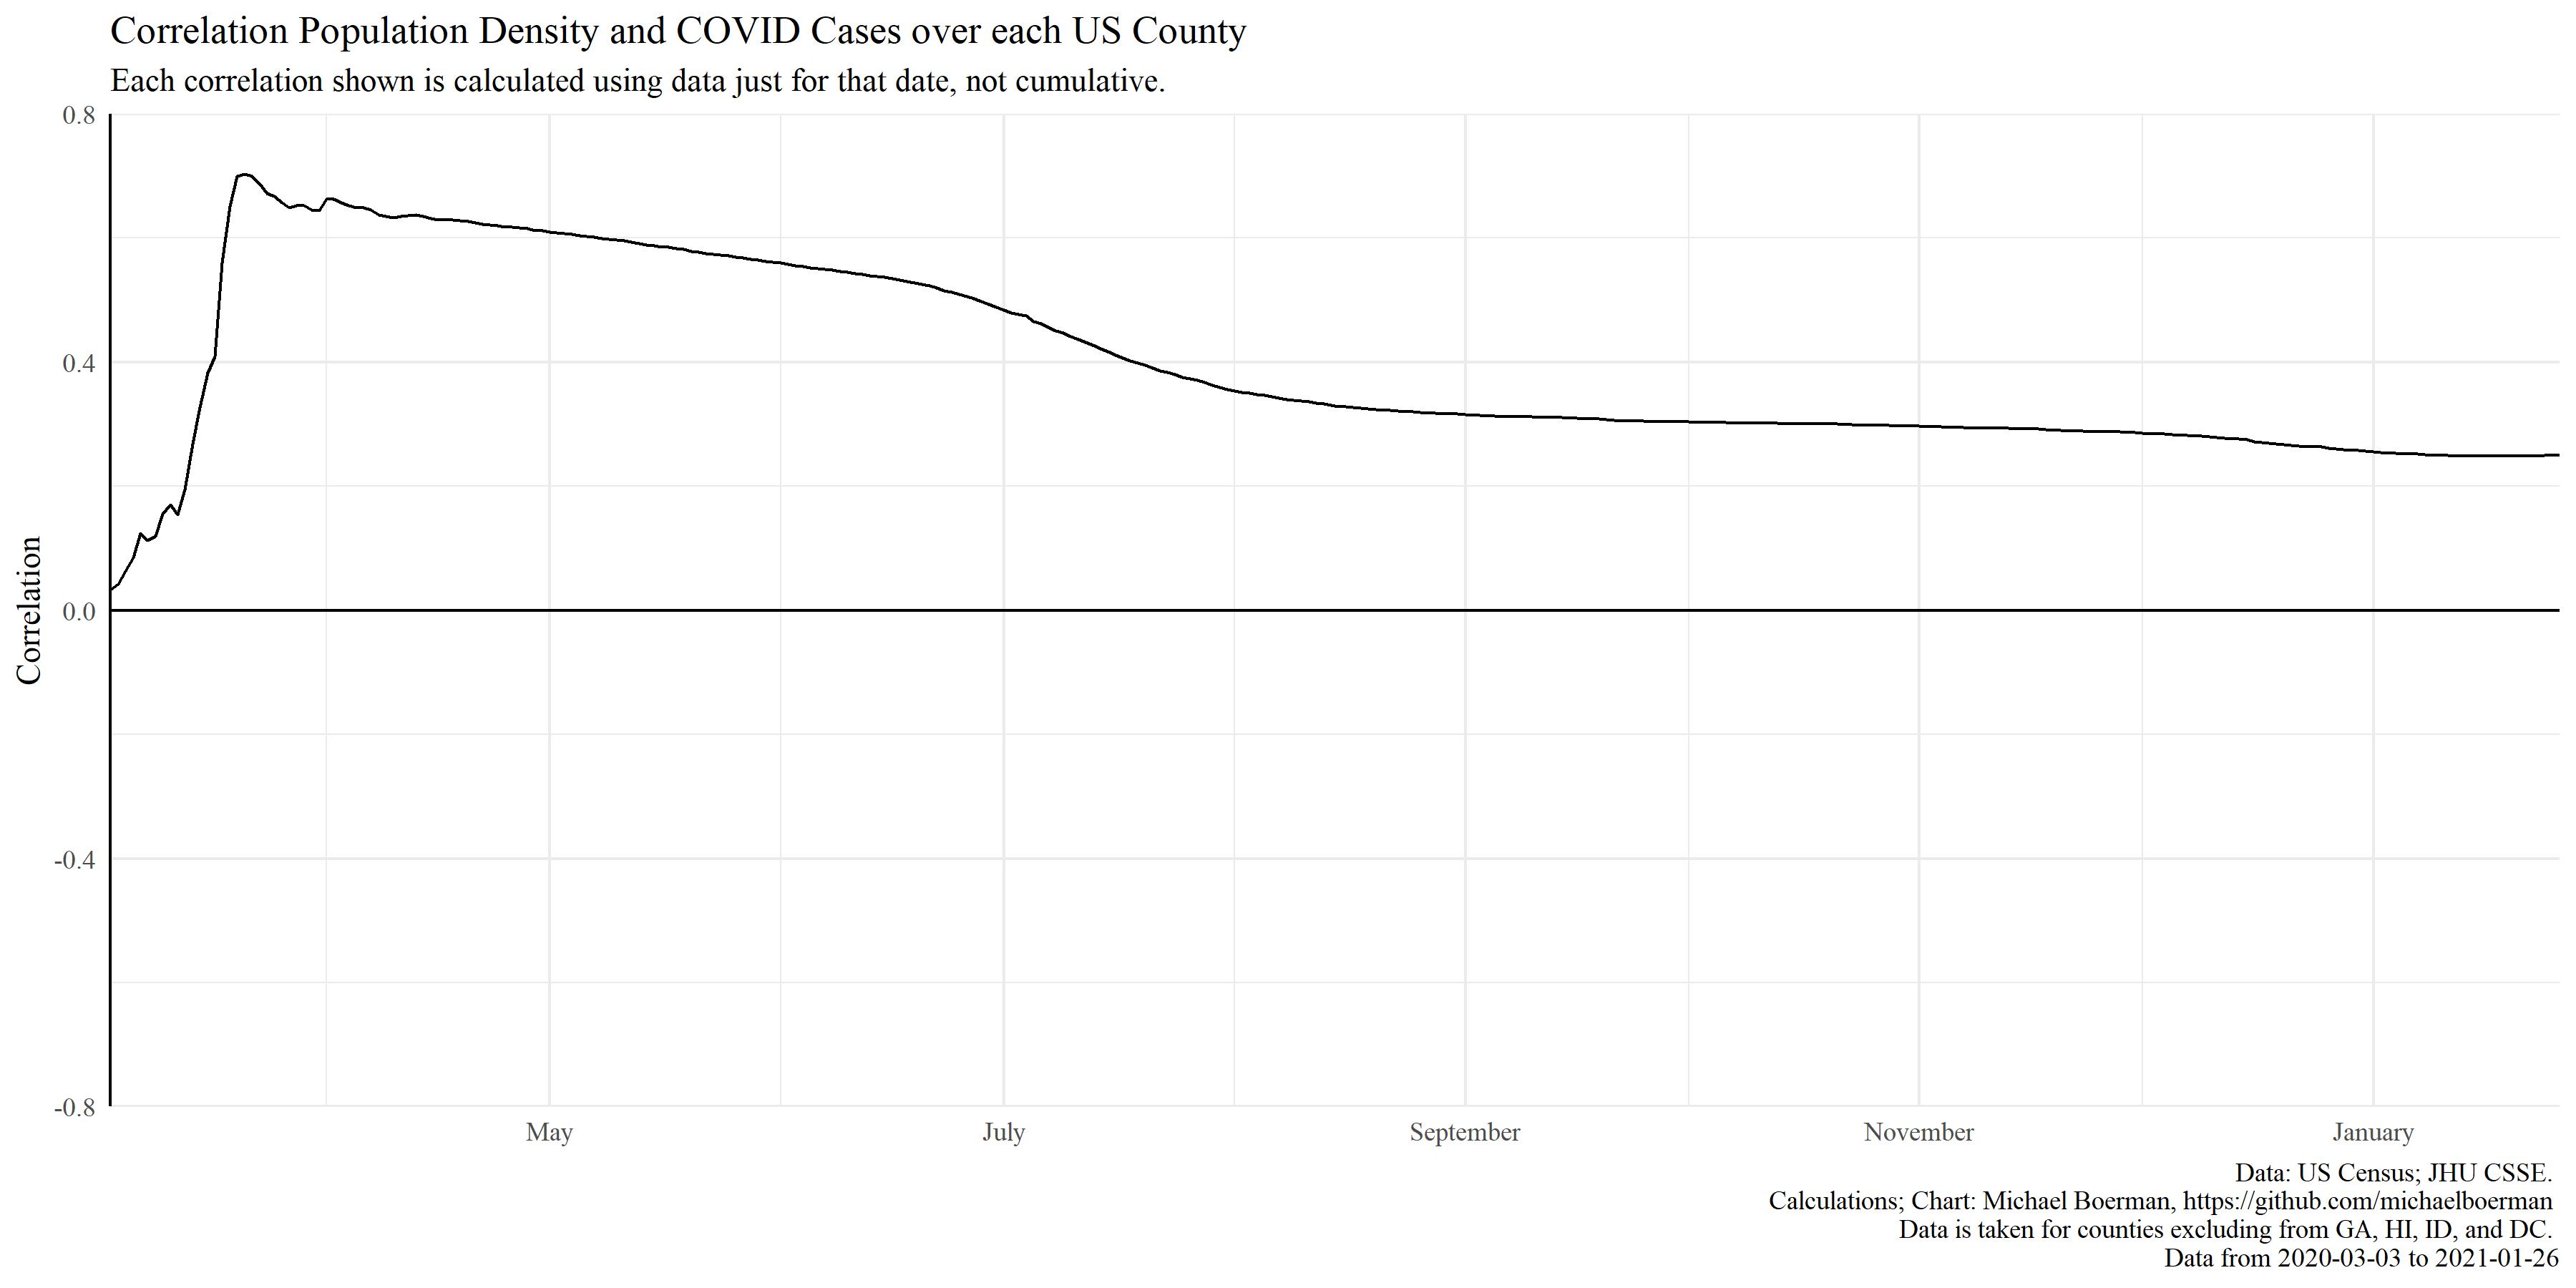 Correlation Population Density and COVID Cases over each US County
Each correlation shown is calculated using data just for that date, not cumulative.
0.8
0.4
0.0
-0.4
-0.8
Correlation
May
July
September
November
January
Data: US Census; JHU CSSE.
Calculations; Chart: Michael Boerman, https://github.com/michaelboerman
Data is taken for counties excluding from GA, HI, ID, and DC.
Data from 2020-03-03 to 2021-01-26